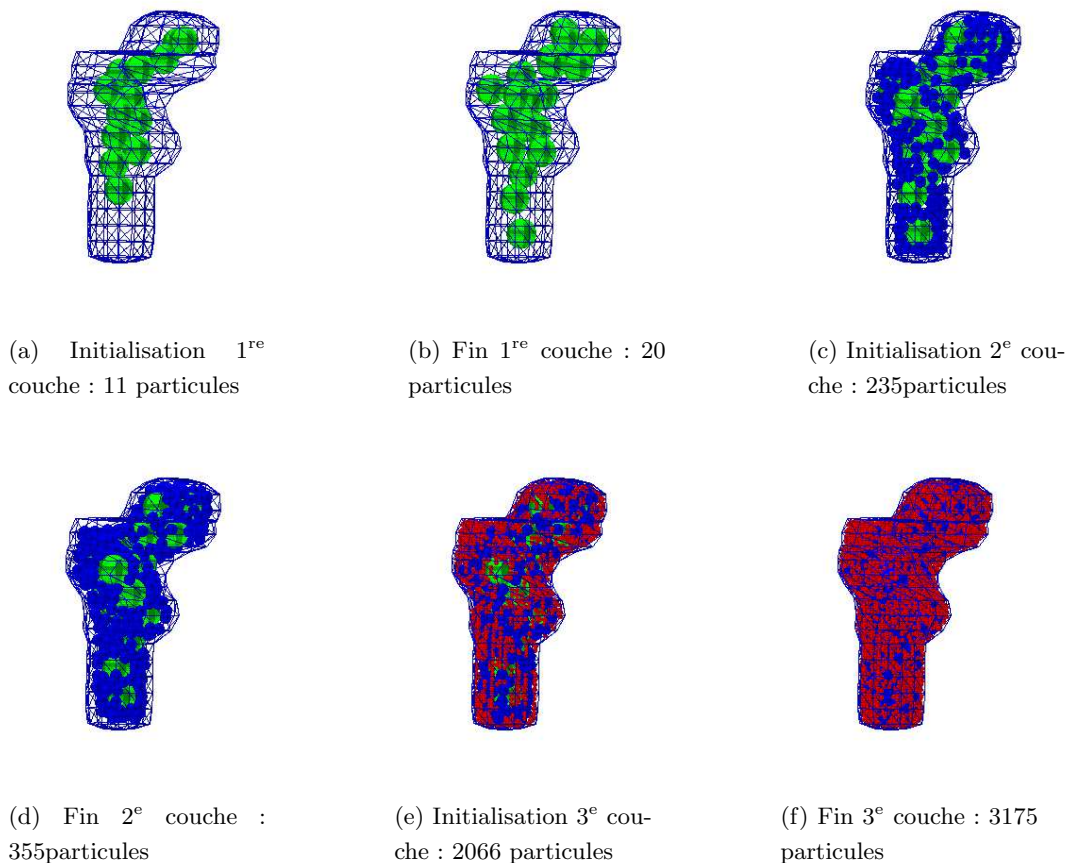 (a) Initialisation 1re
couche : 11 particules
(b) Fin 1re couche : 20
particules
(c) Initialisation 2e cou-
che : 235particules
(d) Fin 2e couche :
355particules
(e) Initialisation 3e cou-
che : 2066 particules
(f) Fin 3e couche : 3175
particules